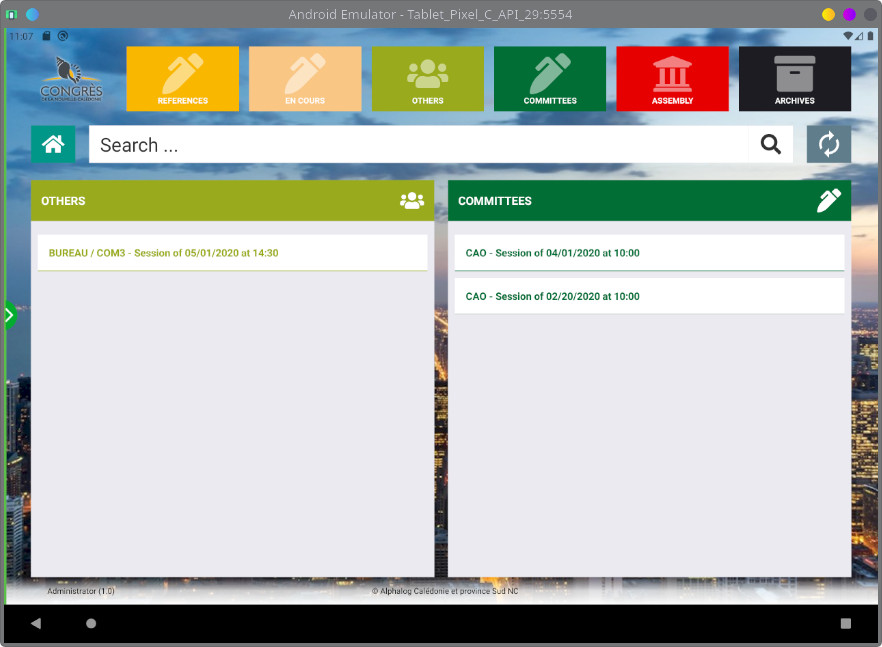 Android Emulator - Tablet_Pixel_C_API_29:5554
11:07
CONGRÈS
REFERENCES
EN COURS
OTHERS
COMMITTEES
ASSEMBLY
ARCHIVES
Search ...
OTHERS
COMMITTEES
BUREAU / COM3 - Session of 05/01/2020 at 14:30
CAO - Session of 04/01/2020 at 10:00
CAO - Session of 02/20/2020 at 10:00
Administrator (1.0)
© Alphalog Calédonie et province Sud NC